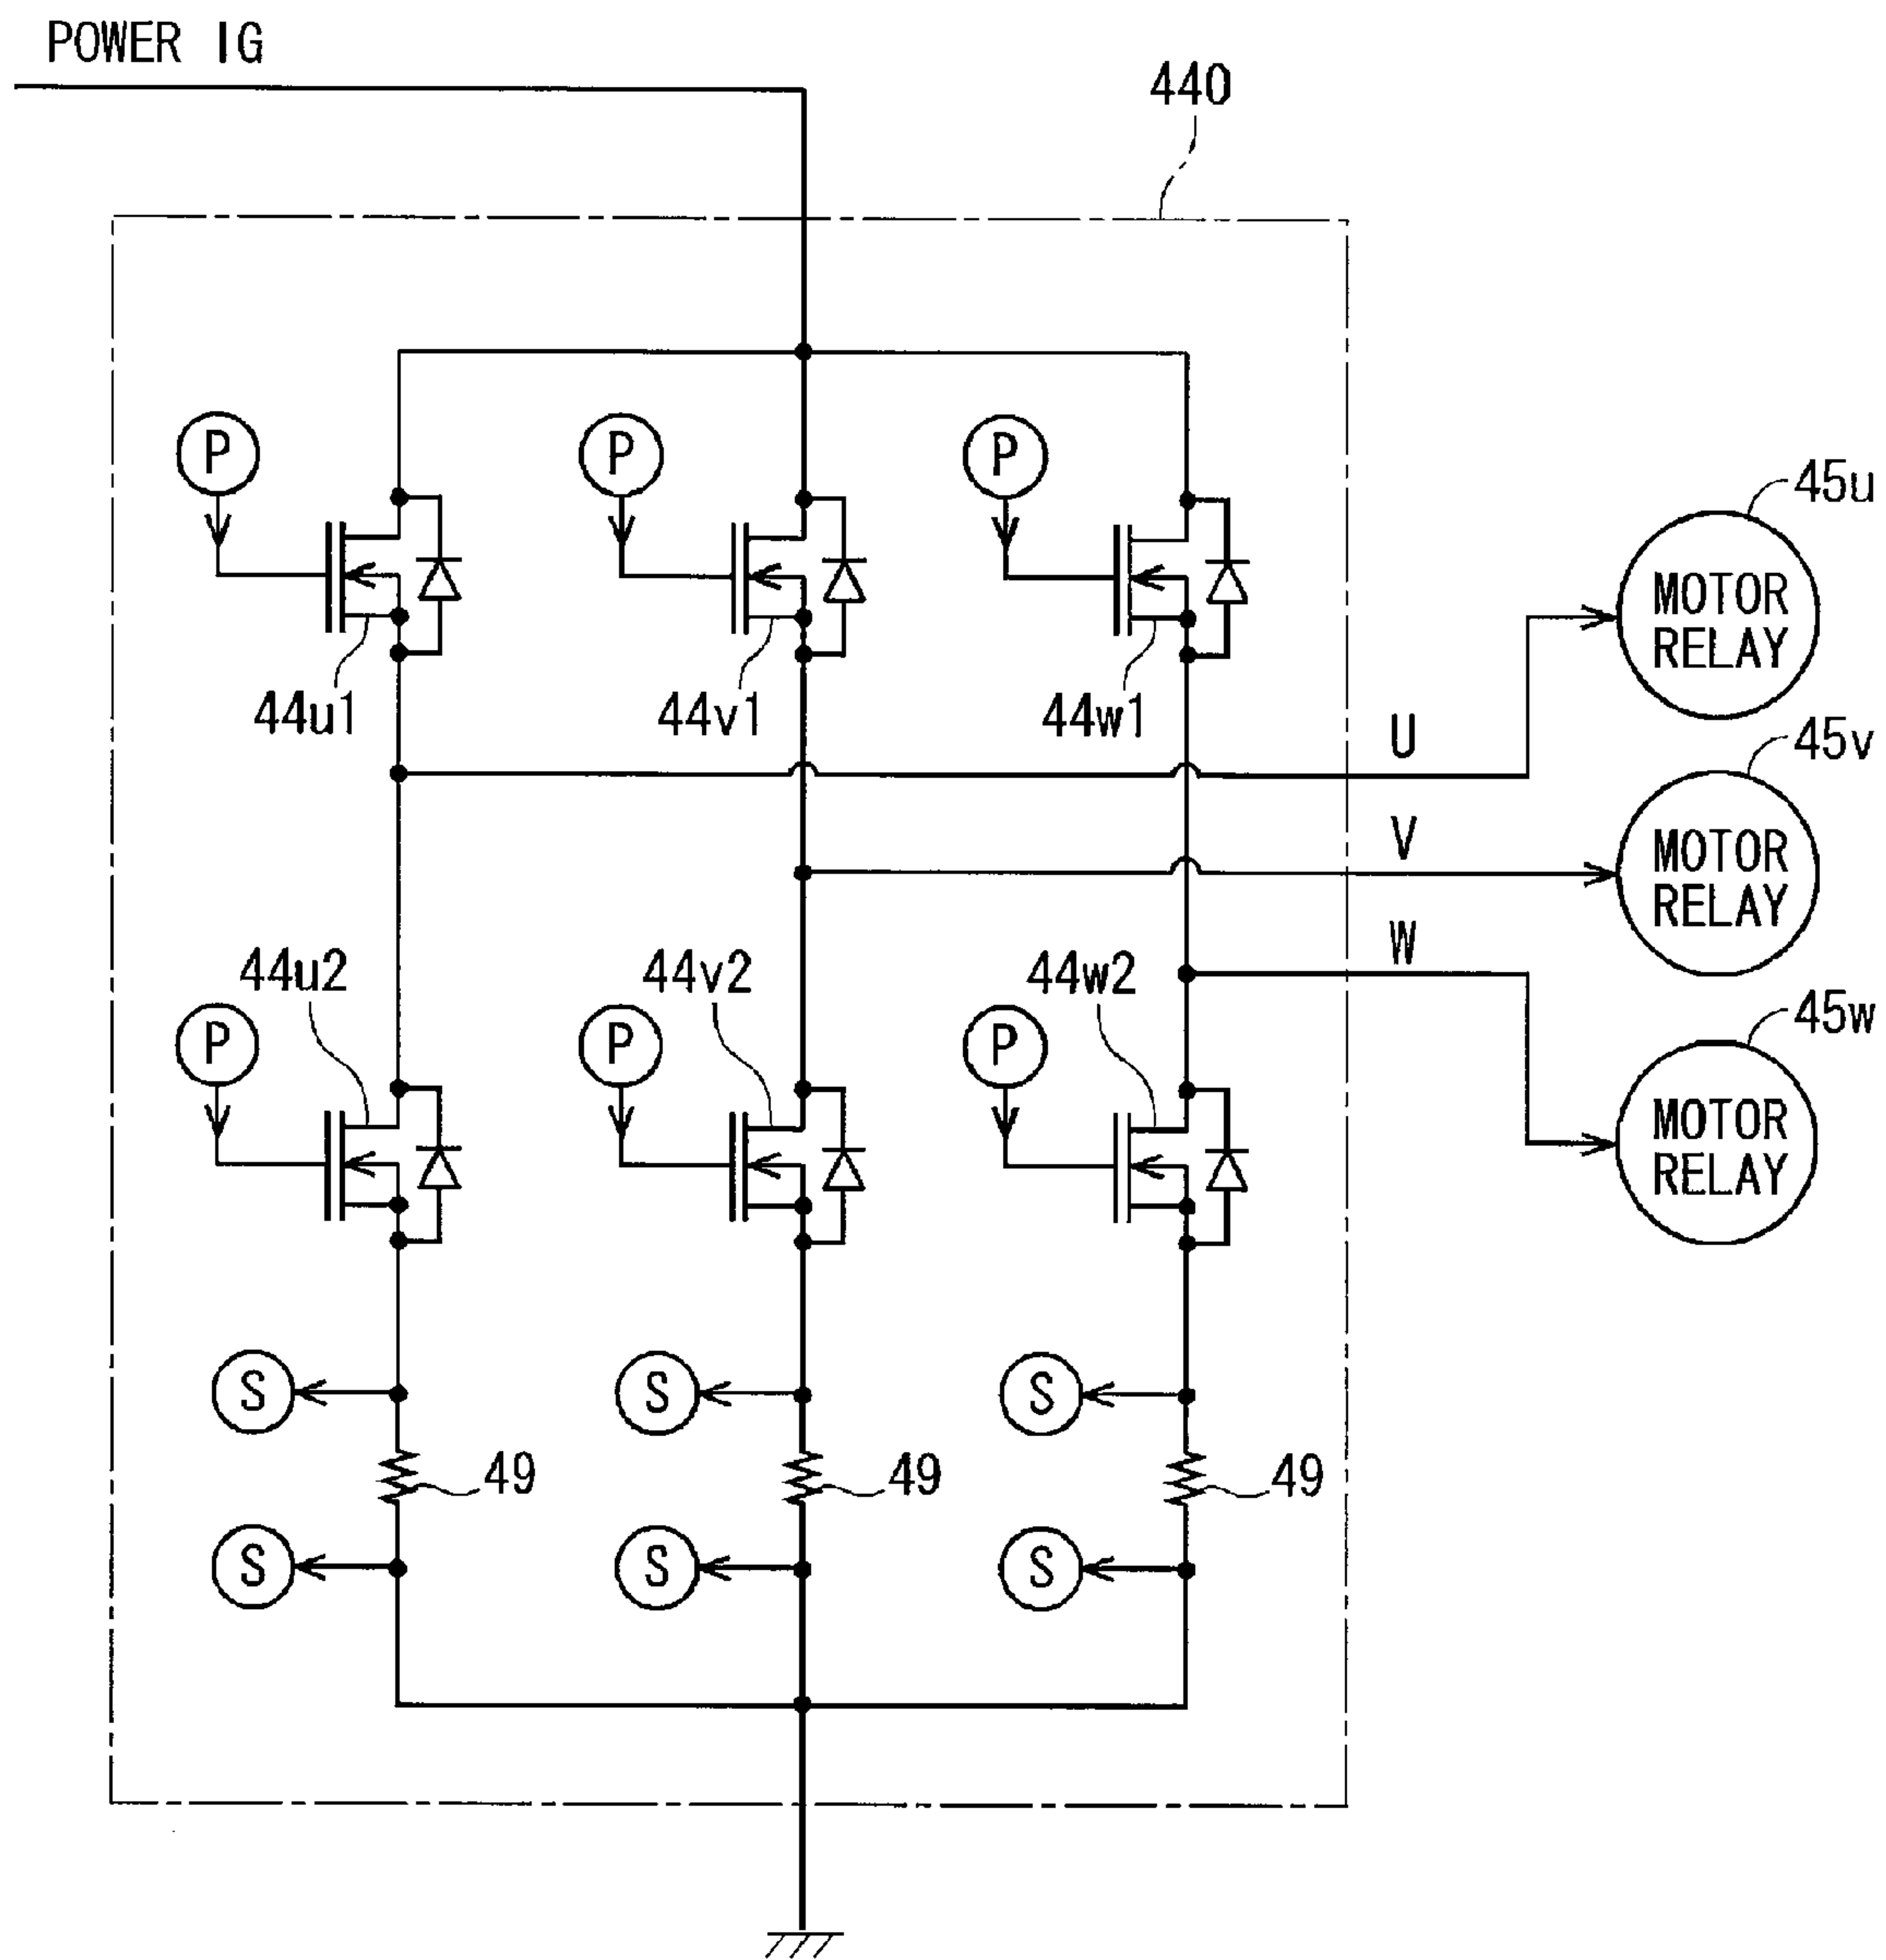 POWER IG
440
P P P
45u
MOTOR
RELAY
44u1 44v1 44w1
U
45v
V
MOTOR
RELAY
W
44u2 44v2 44w2
45w
P P P
MOTOR
RELAY
S S S
49 49 49
S S S